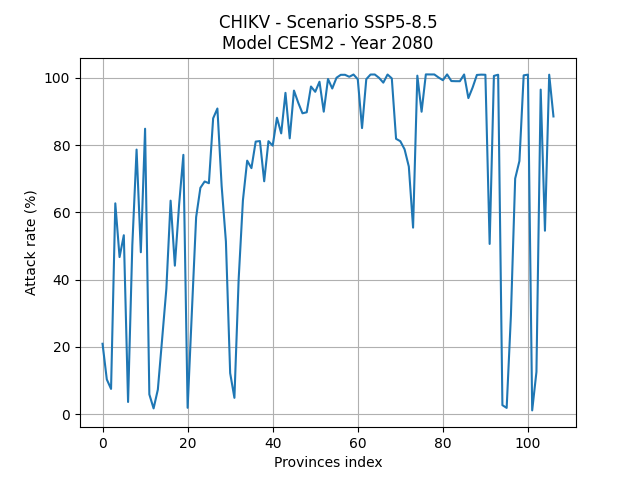 CHIKV - Scenario SSP5-8.5
Model CESM2 - Year 2080
Attack rate (%)
100
80
60
40
20
0
0 20 40 60 80 100
Provinces index